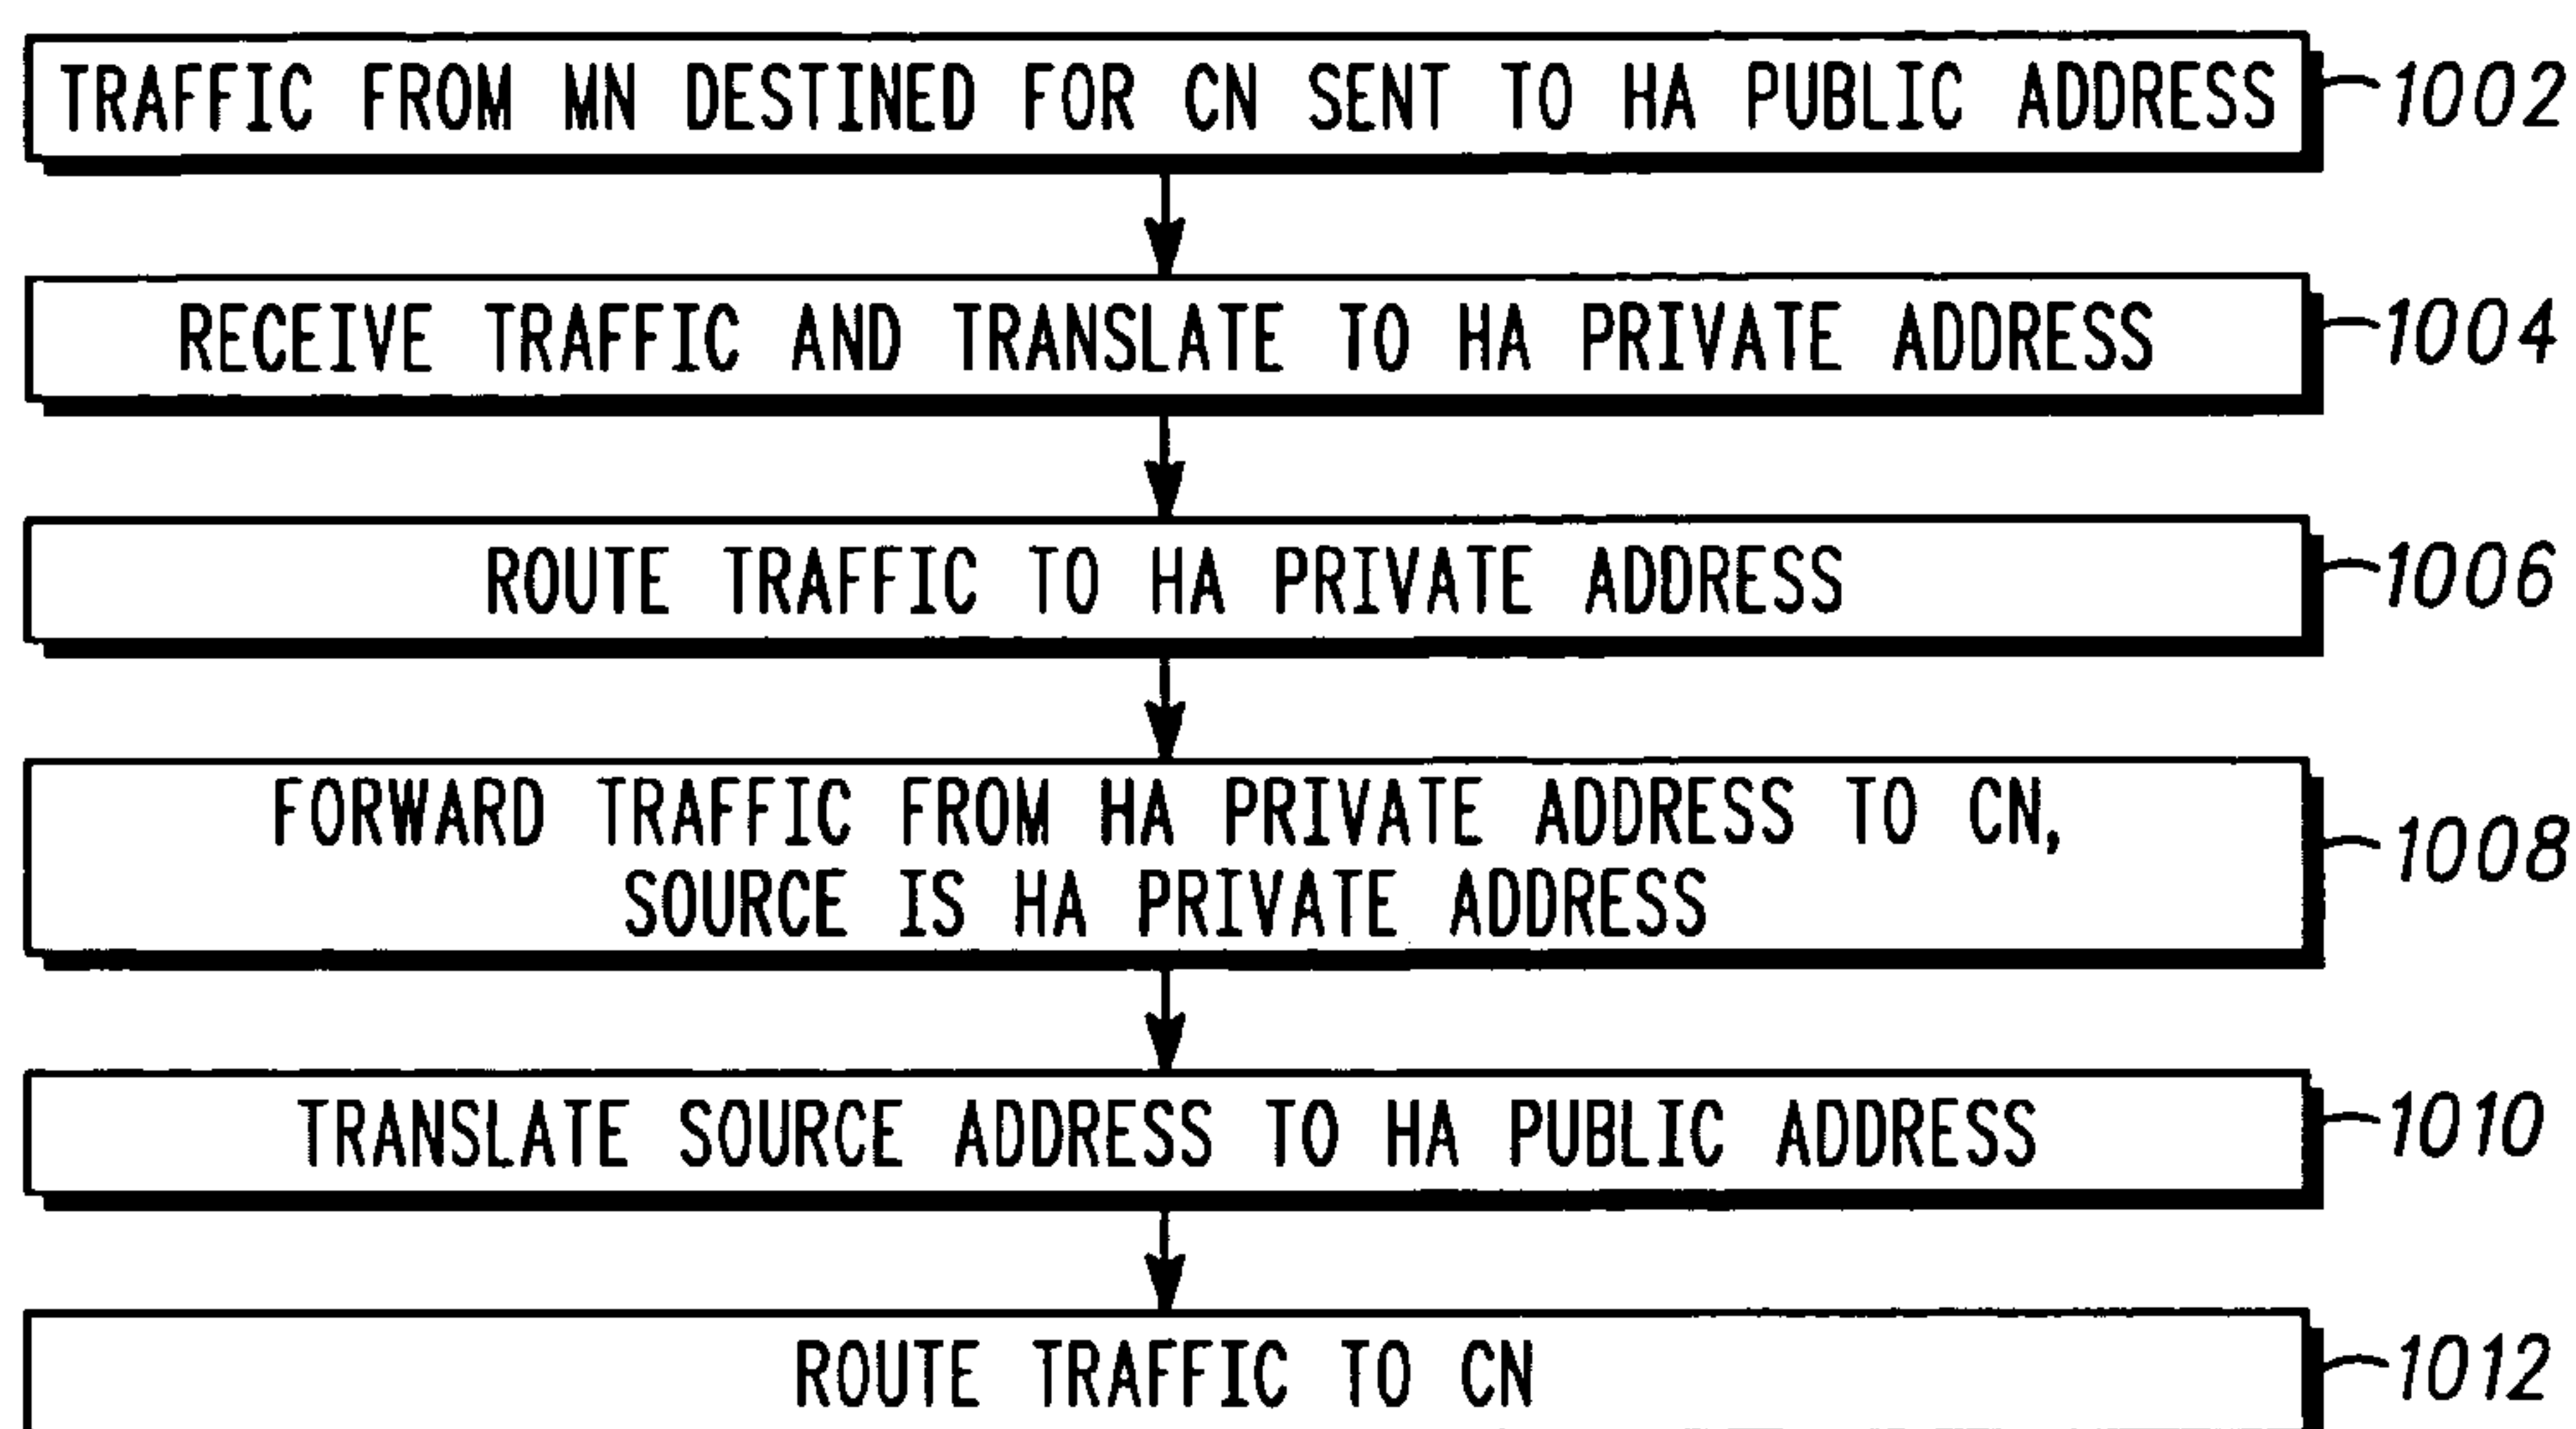 TRAFFIC FROM MN DESTINED FOR CN SENT TO HA PUBLIC ADDRESS 1002
RECEIVE TRAFFIC AND TRANSLATE TO HA PRIVATE ADDRESS 1004
ROUTE TRAFFIC TO HA PRIVATE ADDRESS 1006
FORWARD TRAFFIC FROM HA PRIVATE ADDRESS TO CN, 1008
SOURCE IS HA PRIVATE ADDRESS
TRANSLATE SOURCE ADDRESS TO HA PUBLIC ADDRESS 1010
ROUTE TRAFFIC TO CN 1012